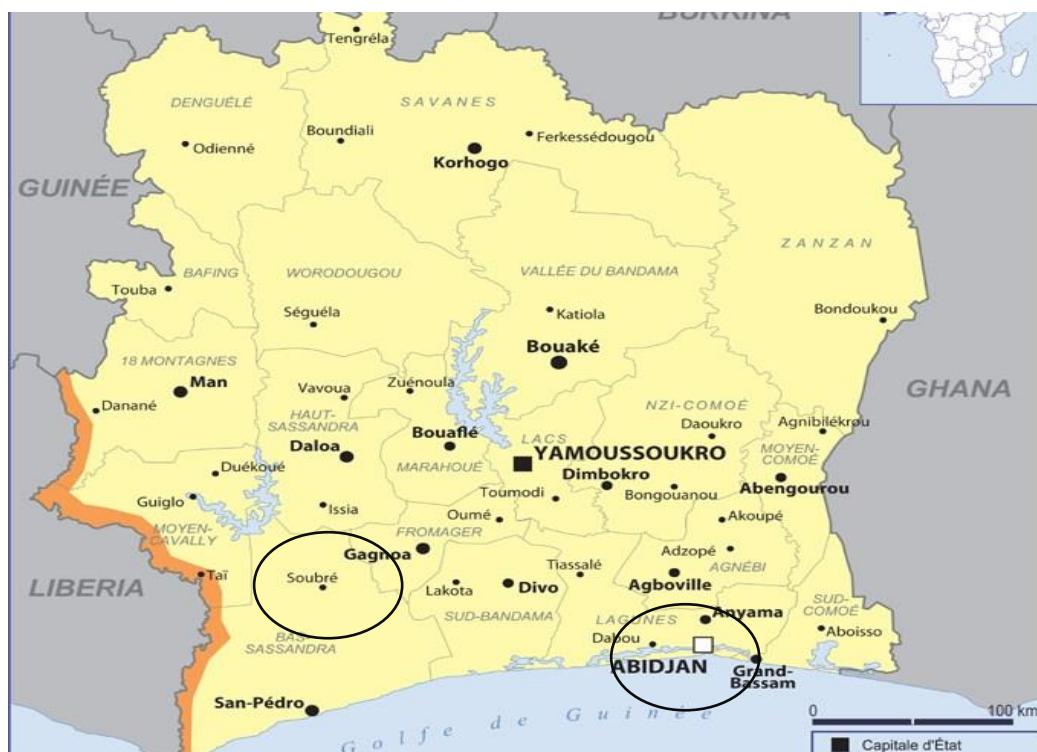 BURKINA
Tengréla
DENGUÉLÉ
SAVANES
Boundiali
Ferkessédougou
Odienné
Korhogo
GUINÉE
ZANZAN
BAFING
WORODOUGOU
VALLÉE DU BANDAMA
Touba
Séguéla
Katiola
Bondoukou
18 MONTAGNES
Bouaké
Man
Vavoua
Zuénoula
GHANA
Danané
HAUT-
SASSANDRA
NZI-COMOÉ
Daoukro
Agnibilékrou
Bouaflé
LACS
MOYEN-
COMOÉ
Daloa
YAMOUSSOUKRO
MARAHOUÉ
Duékoué
Dimbokro
Bongouanou
Abengourou
Guiglo
Toumodi
Issia
Oumé
Akoupé
MOYEN-
CAVALLY
FROMAGER
Gagnoa
Adzopé
Taï
Soubré
Tiassalé
AGNÉBI
LIBERIA
Lakota
Divo
Agboville
SUD-BANDAMA
SUD-
COMOÉ
LAGUNES
Anyama
BAS-
SASSANDRA
Dabou
Aboisso
ABIDJAN
Grand-
Bassam
San-Pédro
Golfe de Guinée
0 100 km
Capitale d'État